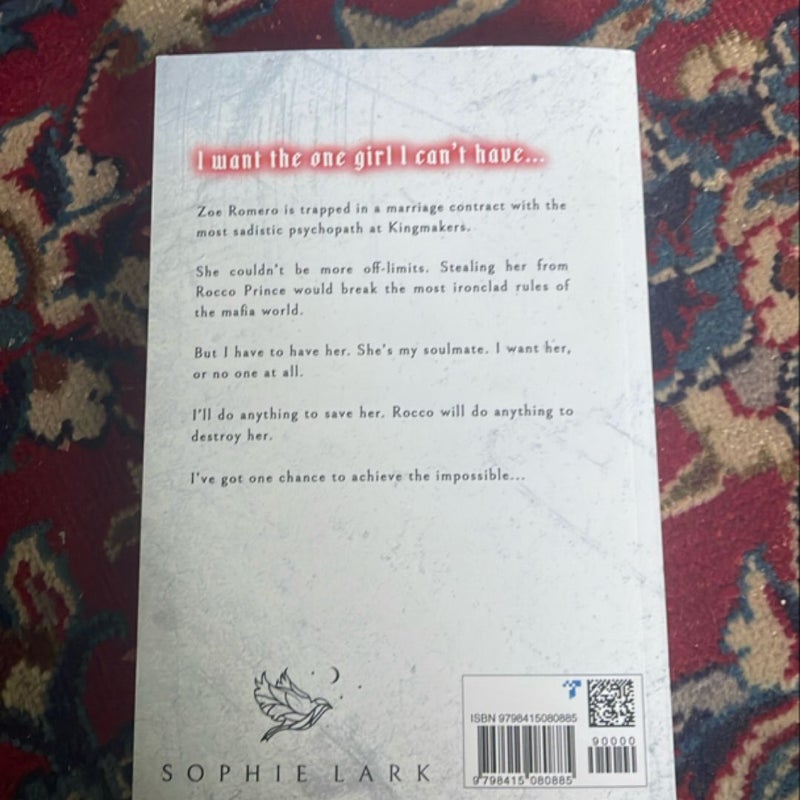 I want the one girl I can't have...
Zoe Romero is trapped in a marriage contract with the
most sadistic psychopath at Kingmakers.
She couldn't be more off-limits. Stealing her from
Rocco Prince would break the most ironclad rules of
the mafia world.
But I have to have her. She's my soulmate. I want her,
or no one at all.
I'll do anything to save her. Rocco will do anything to
destroy her.
I've got one chance to achieve the impossible...
SOPHIE LARK
ISBN 9798415080885
90000
9 798415 080885